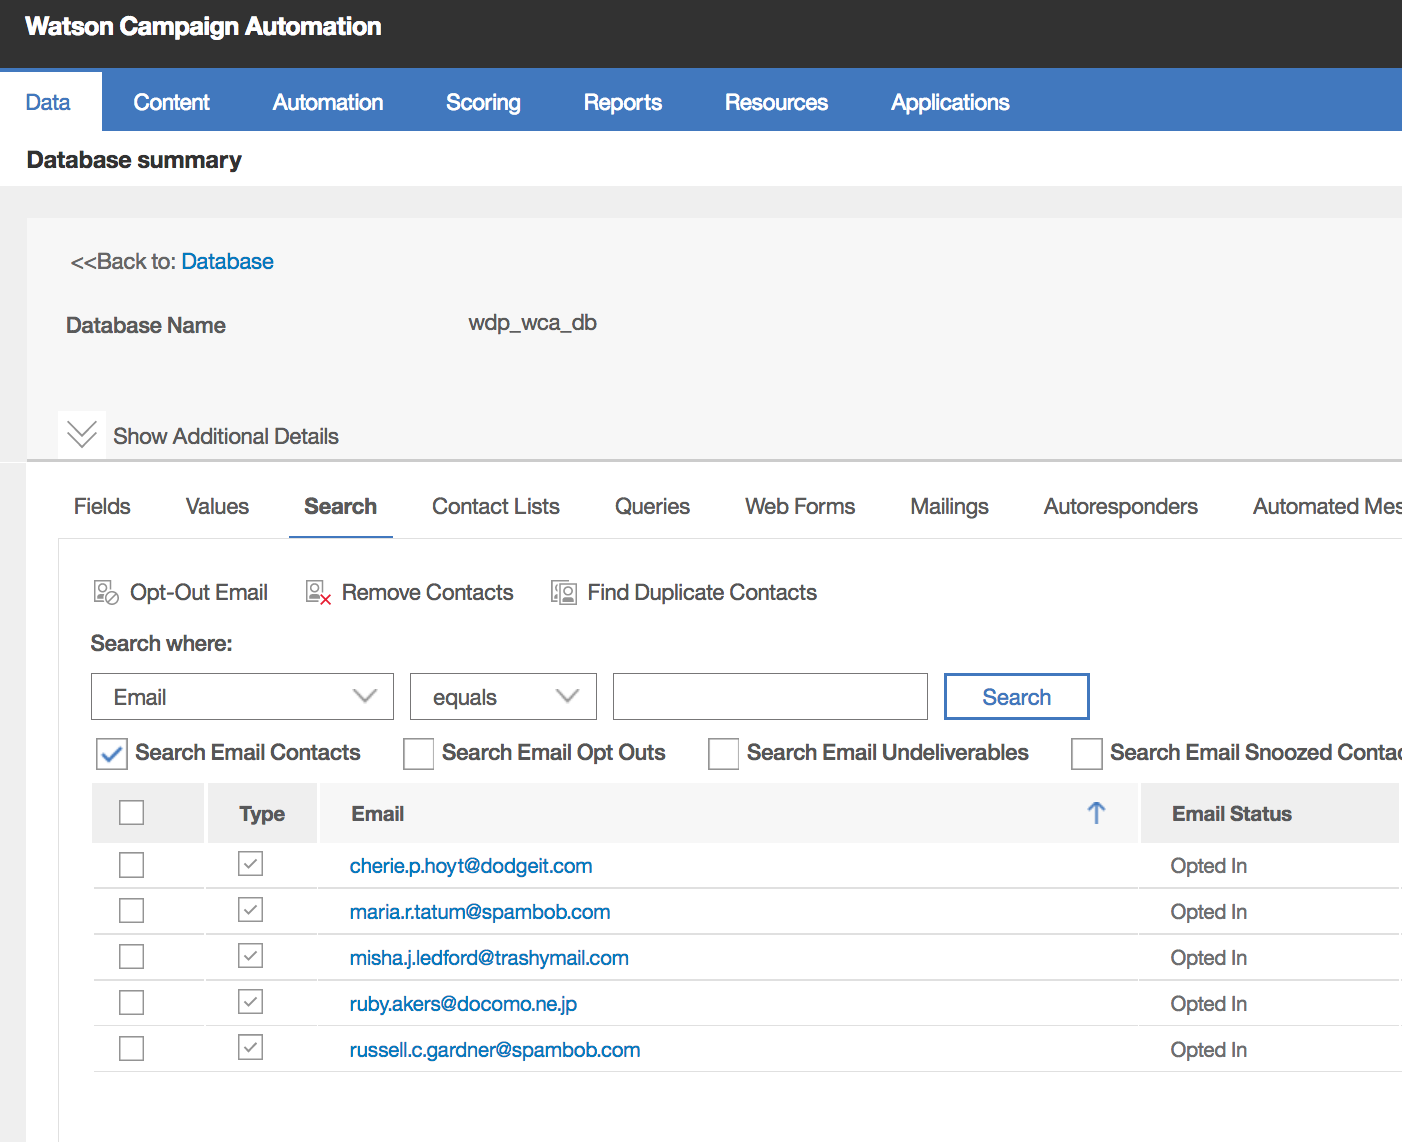 Watson Campaign Automation
Data Content Automation Scoring Reports Resources Applications
Database summary
<<Back to: Database
Database Name wdp_wca_db
Show Additional Details
Fields Values Search Contact Lists Queries Web Forms Mailings Autoresponders Automated Mes
Opt-Out Email Remove Contacts Find Duplicate Contacts
Search where:
Email equals Search
Search Email Contacts Search Email Opt Outs Search Email Undeliverables Search Email Snoozed Contac
Type Email Email Status
cherie.p.hoyt@dodgeit.com Opted In
maria.r.tatum@spambob.com Opted In
misha.j.ledford@trashymail.com Opted In
ruby.akers@docomo.ne.jp Opted In
russell.c.gardner@spambob.com Opted In